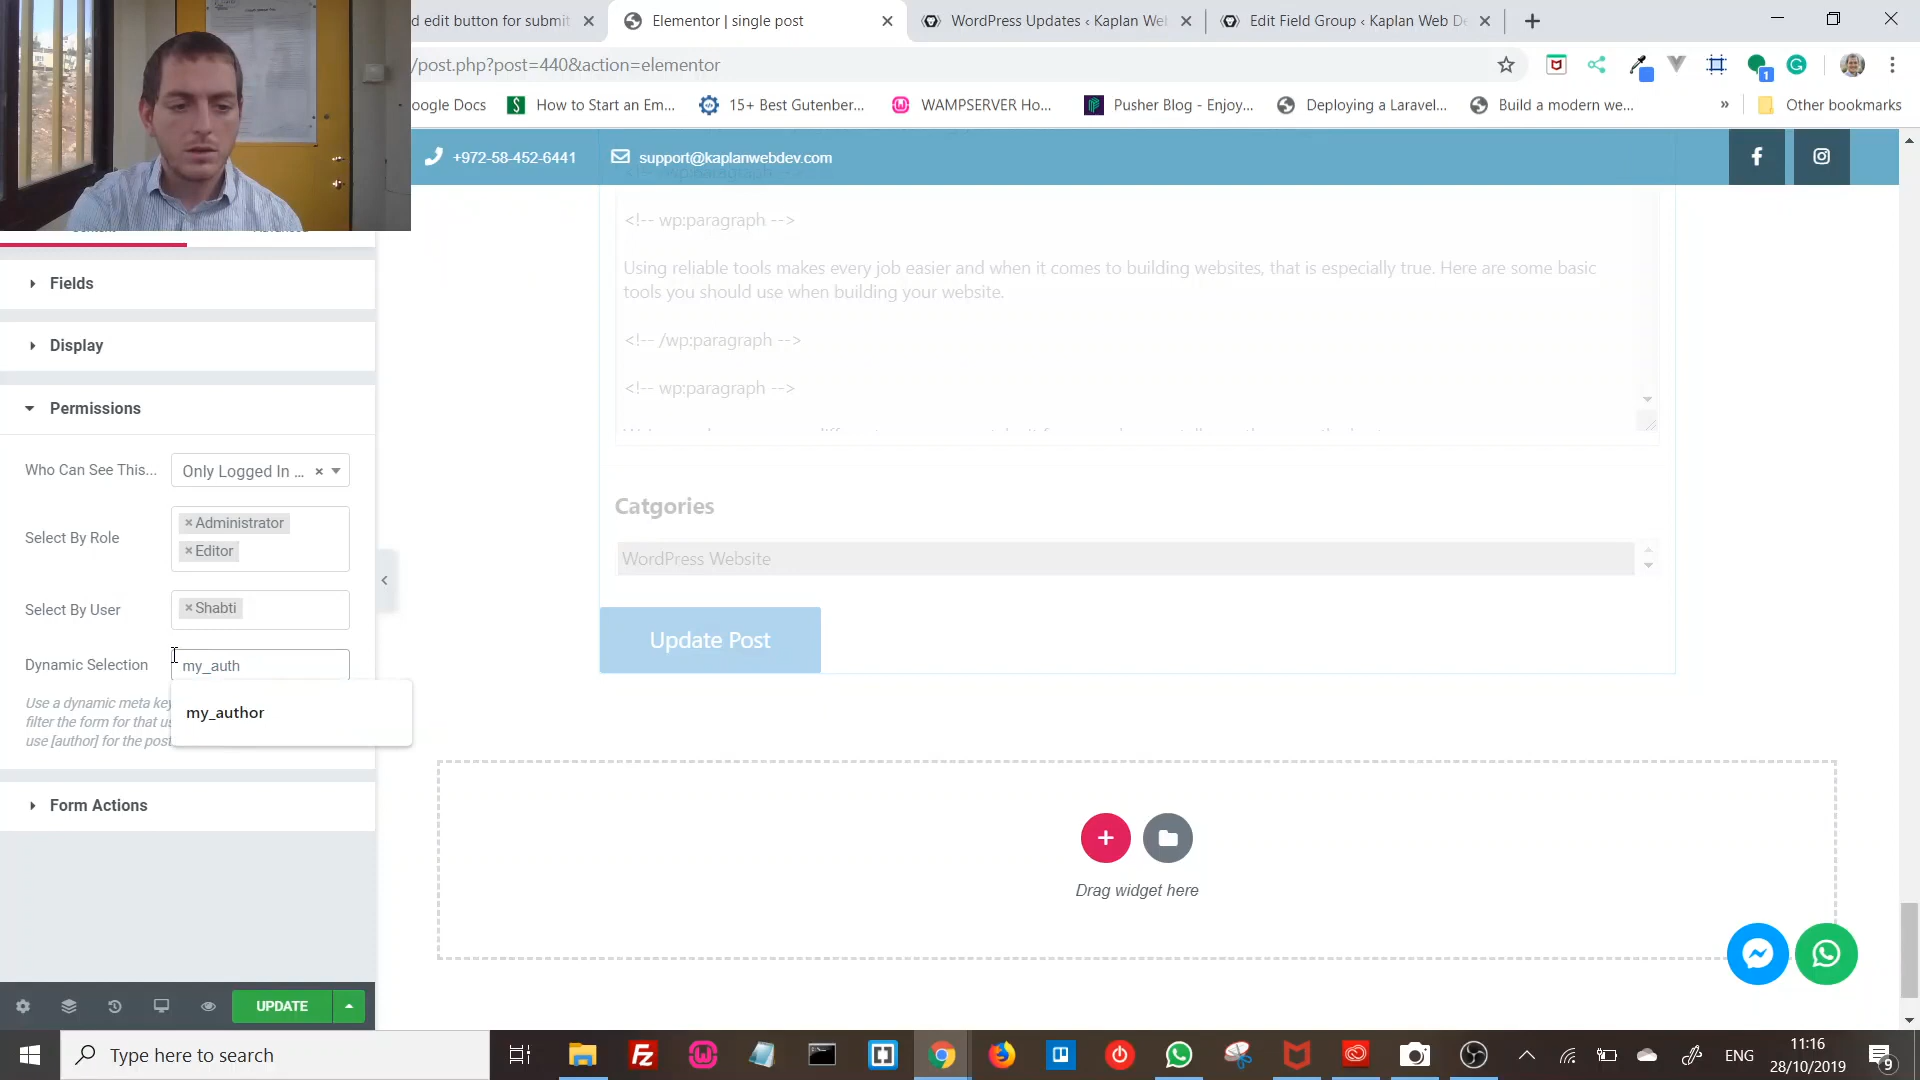 d edit button for submit
Elementor | single post
WordPress Updates ‹ Kaplan We
Edit Field Group ‹ Kaplan Web De
/post.php?post=440&action=elementor
oogle Docs
How to Start an Em...
15+ Best Gutenber...
WAMPSERVER Ho...
Pusher Blog - Enjoy,...
Deploying a Laravel...
Build a modern we...
»
Other bookmarks
+972-58-452-6441
support@kaplanwebdev.com
<!-- wp:paragraph -->
Using reliable tools makes every job easier and when it comes to building websites, that is especially true. Here are some basic
tools you should use when building your website.
<!-- /wp:paragraph -->
<!-- wp:paragraph -->
Catgories
WordPress Website
Update Post
Drag widget here
Fields
Display
Permissions
Who Can See This...
Only Logged In ...
Select By Role
× Administrator
× Editor
Select By User
× Shabti
Dynamic Selection
my_auth
my_author
Use a dynamic meta key
filter the form for that us
use [author] for the post
Form Actions
UPDATE
Type here to search
ENG
11:16
28/10/2019
9